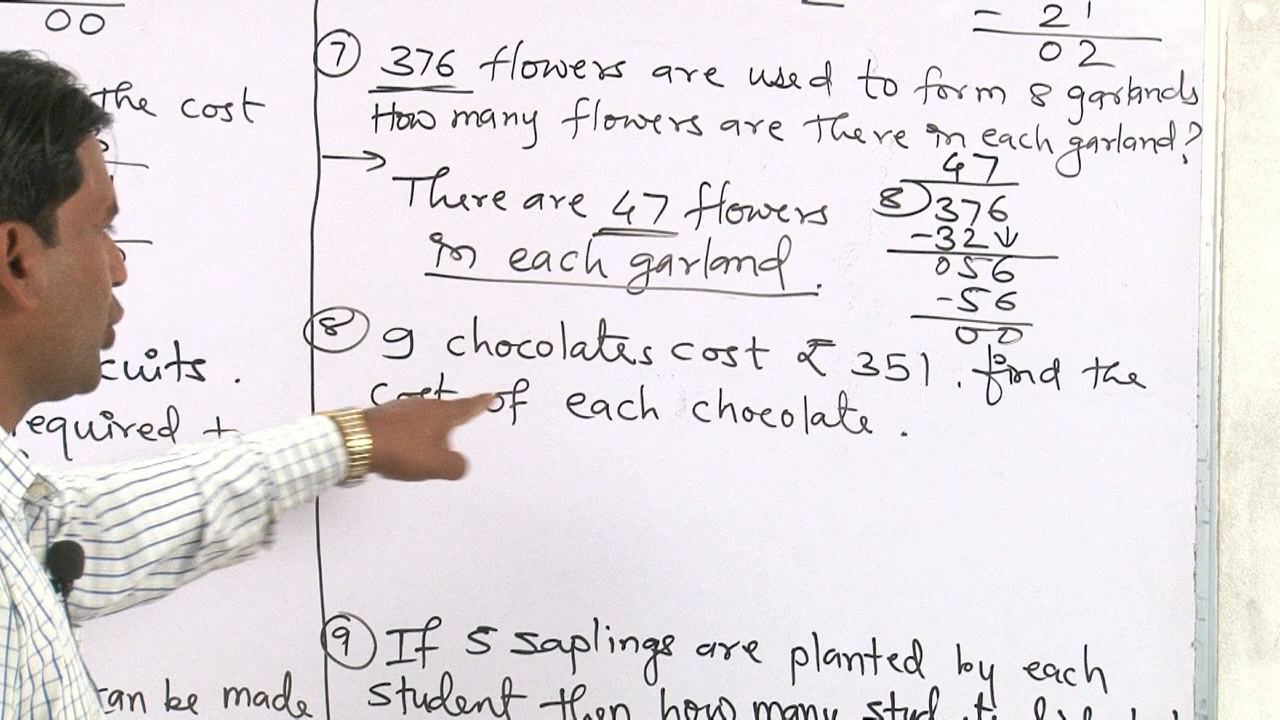 00
the cost
cuits.
equired +
an be made
- 21
02
7 376 flowers are used to form 8 garlands
How many flowers are there in each garland?
→ There are 47 flowers
in each garland.
47
8)376
-32↓
056
-56
00
8 9 chocolates cost ₹ 351. find the
cost of each chocolate.
9 If 5 saplings are planted by each
student then how many